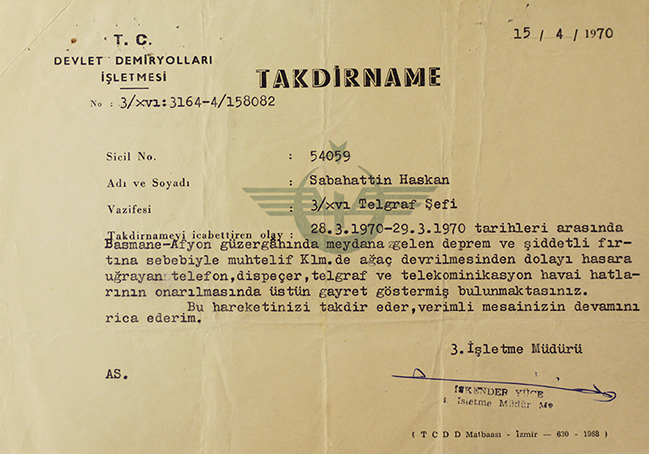 T. C.
DEVLET DEMİRYOLLARI
İŞLETMESİ
No : 3/xvı:3164-4/158082
15 / 4 / 1970
TAKDİRNAME
Sicil No. : 54059
Adı ve Soyadı : Sabahattin Haskan
Vazifesi : 3/xvı Telgraf Şefi
Takdirnameyi icabettiren olay : 28.3.1970-29.3.1970 tarihleri arasında
Basmane-Afyon güzergâhında meydana gelen deprem ve şiddetli fır-
tına sebebiyle muhtelif Klm.de ağaç devrilmesinden dolayı hasara
uğrayan telefon,dispeçer,telgraf ve telekominikasyon havai hatla-
rının onarılmasında üstün gayret göstermiş bulunmaktasınız.
Bu hareketinizi takdir eder,verimli mesainizin devamını
rica ederim.
3.İşletme Müdürü
AS.
İSKENDER YÜCE
İşletme Müdür Mv
( T C D D Matbaası - İzmir — 630 - 1968 )